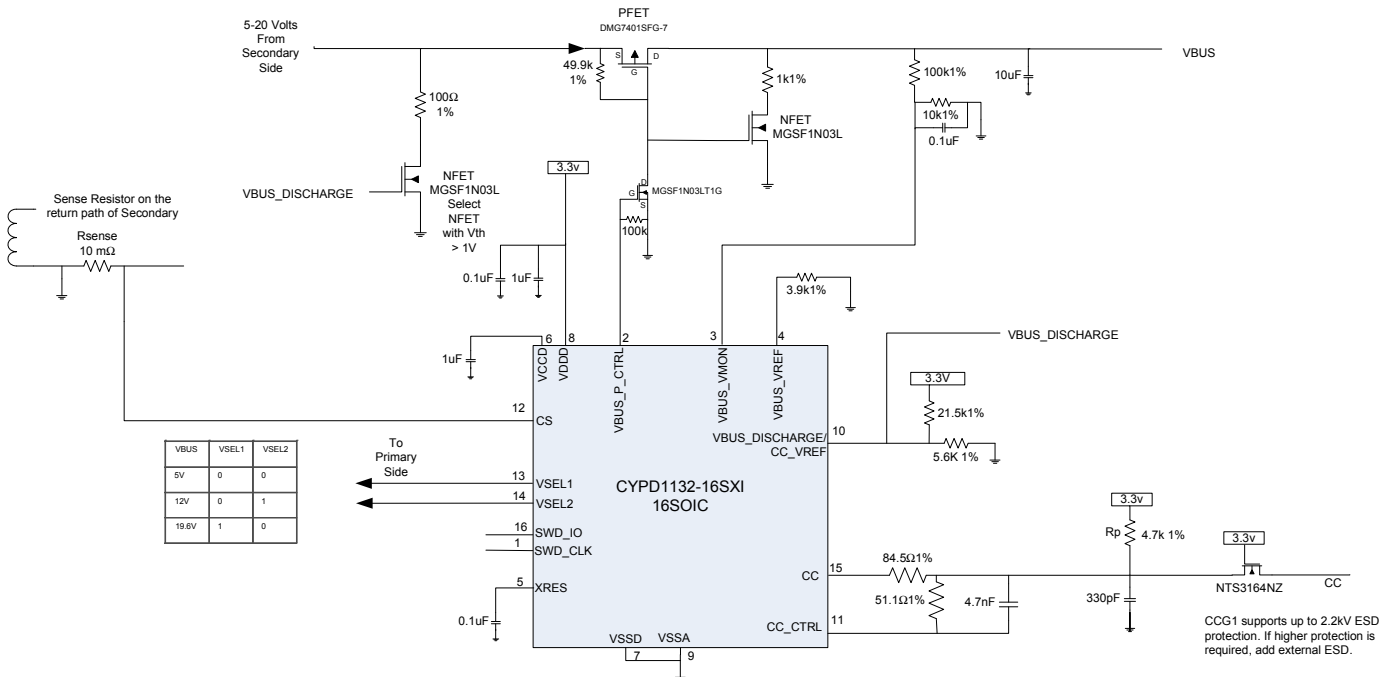 5-20 Volts
From
Secondary
Side
PFET
DMG7401SFG-7
S
D
G
VBUS
49.9k
1%
100Ω
1%
1k1%
100k1%
10uF
10k1%
0.1uF
NFET
MGSF1N03L
VBUS_DISCHARGE
NFET
MGSF1N03L
Select
NFET
with Vth
> 1V
3.3v
D
G
S
MGSF1N03LT1G
100k
Sense Resistor on the
return path of Secondary
Rsense
10 mΩ
0.1uF
1uF
3.9k1%
1uF
6
8
2
3
4
VCCD
VDDD
VBUS_P_CTRL
VBUS_VMON
VBUS_VREF
VBUS_DISCHARGE
3.3V
21.5k1%
5.6K 1%
12
CS
VBUS_DISCHARGE/
CC_VREF
10
VBUS VSEL1 VSEL2
5V 0 0
12V 0 1
19.6V 1 0
To
Primary
Side
13
VSEL1
14
VSEL2
CYPD1132-16SXI
16SOIC
16
SWD_IO
1
SWD_CLK
5
XRES
0.1uF
CC
15
84.5Ω1%
51.1Ω1%
4.7nF
CC_CTRL
11
3.3v
Rp
4.7k 1%
330pF
3.3v
NTS3164NZ
CC
VSSD
VSSA
7
9
CCG1 supports up to 2.2kV ESD
protection. If higher protection is
required, add external ESD.